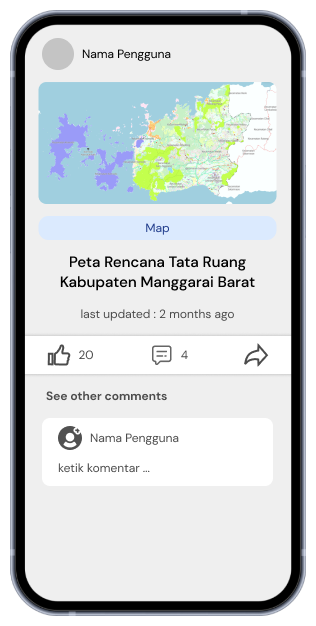 Nama Pengguna
Map
Peta Rencana Tata Ruang
Kabupaten Manggarai Barat
last updated : 2 months ago
20
4
See other comments
Nama Pengguna
ketik komentar ...